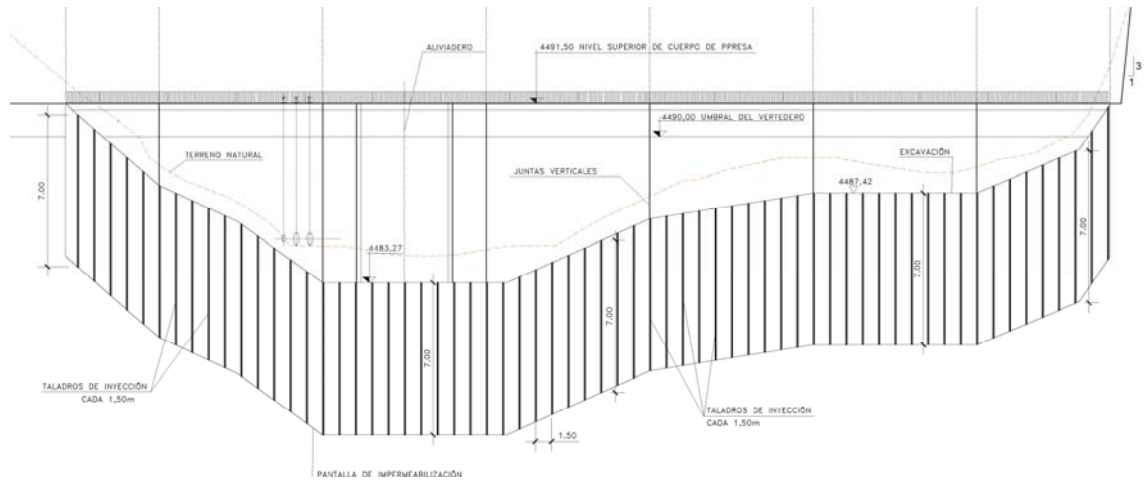 ALIVIADERO
4491,50 NIVEL SUPERIOR DE CUERPO DE PPRESA
3
1
4490,00 UMBRAL DEL VERTEDERO
TERRENO NATURAL
EXCAVACIÓN
JUNTAS VERTICALES
4487,42
7.00
4483,27
7.00
7.00
7.00
7.00
TALADROS DE INYECCIÓN
CADA 1,50m
TALADROS DE INYECCIÓN
CADA 1,50m
1.50
PANTALLA DE IMPERMEABILIZACIÓN